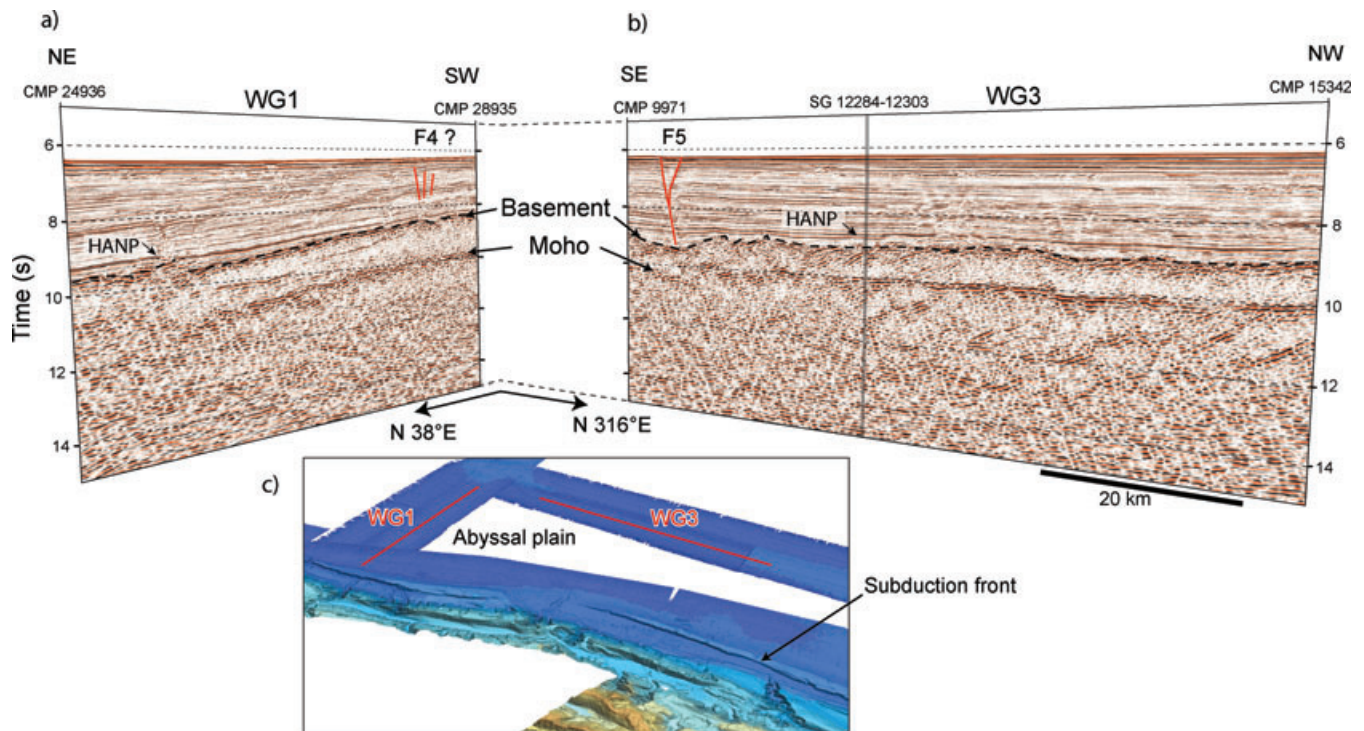 a)
NE
CMP 24936
WG1
SW
CMP 28935
F4 ?
6
8
10
12
14
Time (s)
HANP
Basement
Moho
N 38°E
N 316°E
b)
SE
CMP 9971
SG 12284-12303
WG3
NW
CMP 15342
F5
HANP
6
8
10
12
14
20 km
c)
WG1
WG3
Abyssal plain
Subduction front